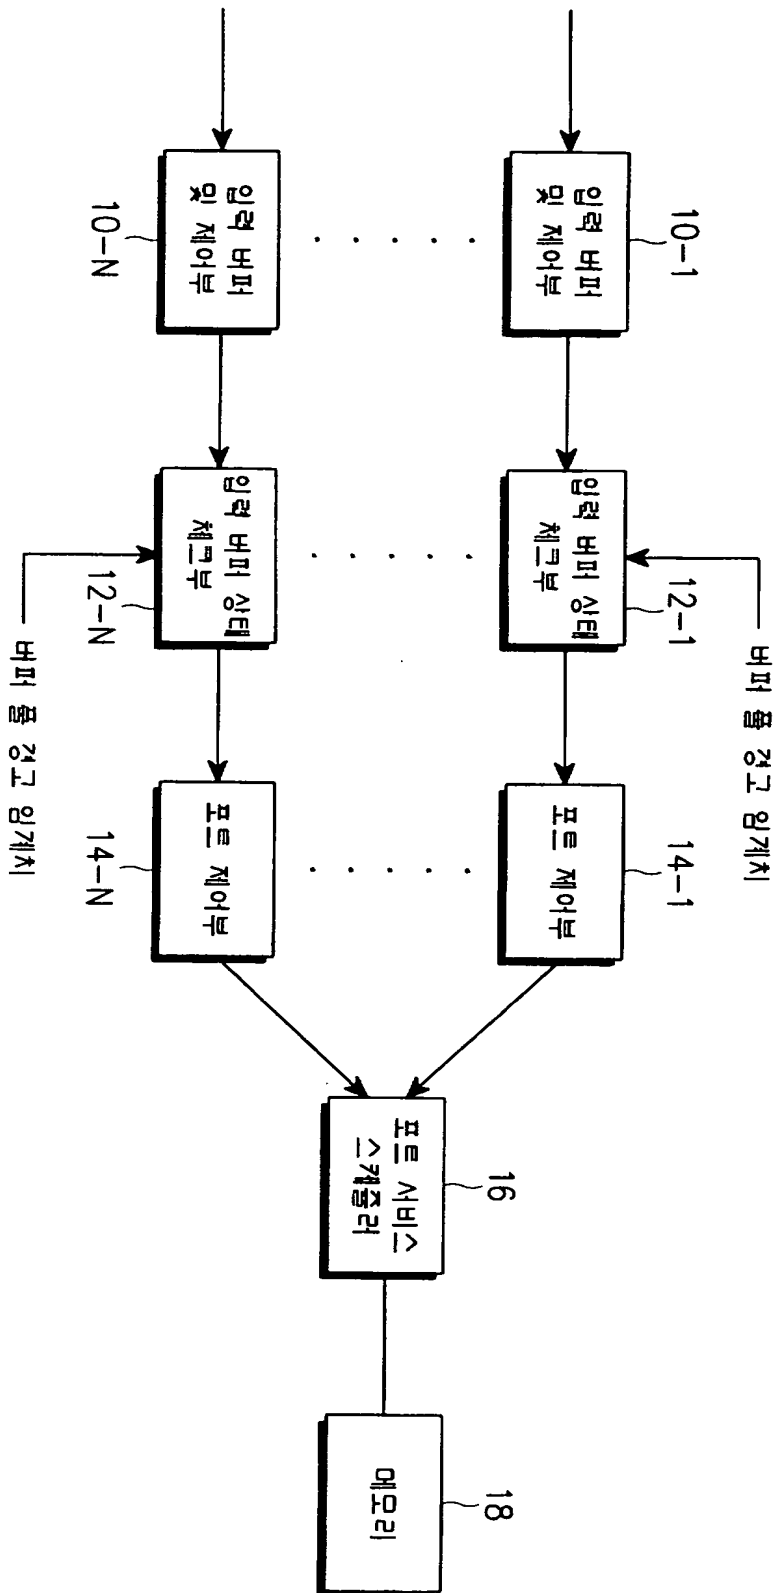 10-1
입력 버퍼
및 제어부
버퍼 풀 경고 임계치
12-1
입력 버퍼 상태
체크부
14-1
포트 제어부
16
포트 서비스
스케쥴러
18
메모리
10-N
입력 버퍼
및 제어부
12-N
입력 버퍼 상태
체크부
버퍼 풀 경고 임계치
14-N
포트 제어부